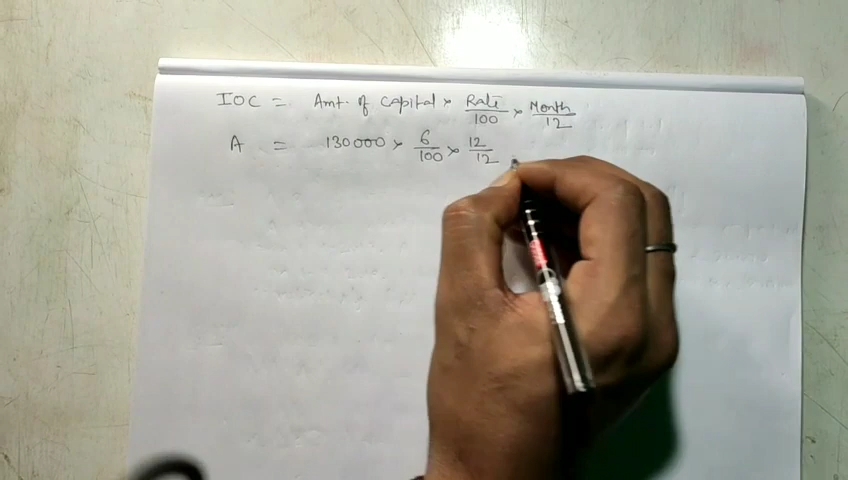 IOC = Amt. of Capital × Rate/100 × Month/12
A = 130000 × 6/100 × 12/12